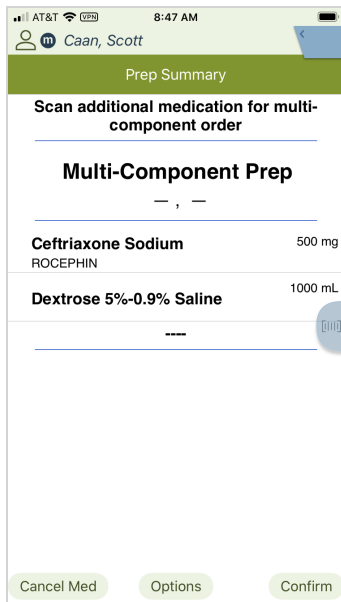 AT&T VPN 8:47 AM
m Caan, Scott
Prep Summary
Scan additional medication for multi-
component order
Multi-Component Prep
— , —
Ceftriaxone Sodium 500 mg
ROCEPHIN
Dextrose 5%-0.9% Saline 1000 mL
----
Cancel Med Options Confirm